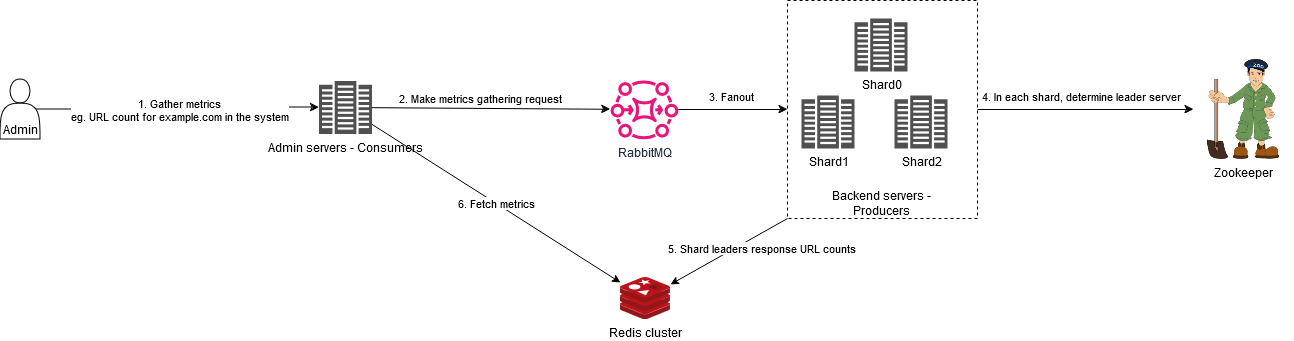 Admin
1. Gather metrics
eg. URL count for example.com in the system
Admin servers - Consumers
2. Make metrics gathering request
RabbitMQ
3. Fanout
Shard0
Shard1
Shard2
Backend servers -
Producers
4. In each shard, determine leader server
ZOO
Zookeeper
5. Shard leaders response URL counts
6. Fetch metrics
Redis cluster